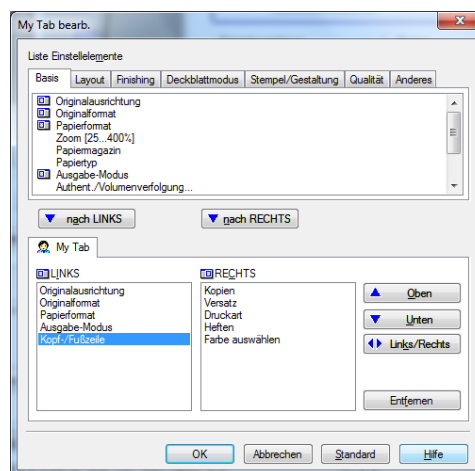 My Tab bearb.
Liste Einstellelemente
Basis Layout Finishing Deckblattmodus Stempel/Gestaltung Qualität Anderes
Originalausrichtung
Originalformat
Papierformat
Zoom [25...400%]
Papiermagazin
Papiertyp
Ausgabe-Modus
Authent./Volumenverfolgung...
nach LINKS nach RECHTS
My Tab
LINKS RECHTS
Originalausrichtung Kopien
Originalformat Versatz
Papierformat Druckart
Ausgabe-Modus Heften
Kopf-/Fußzeile Farbe auswählen
Oben
Unten
Links/Rechts
Entfernen
OK Abbrechen Standard Hilfe